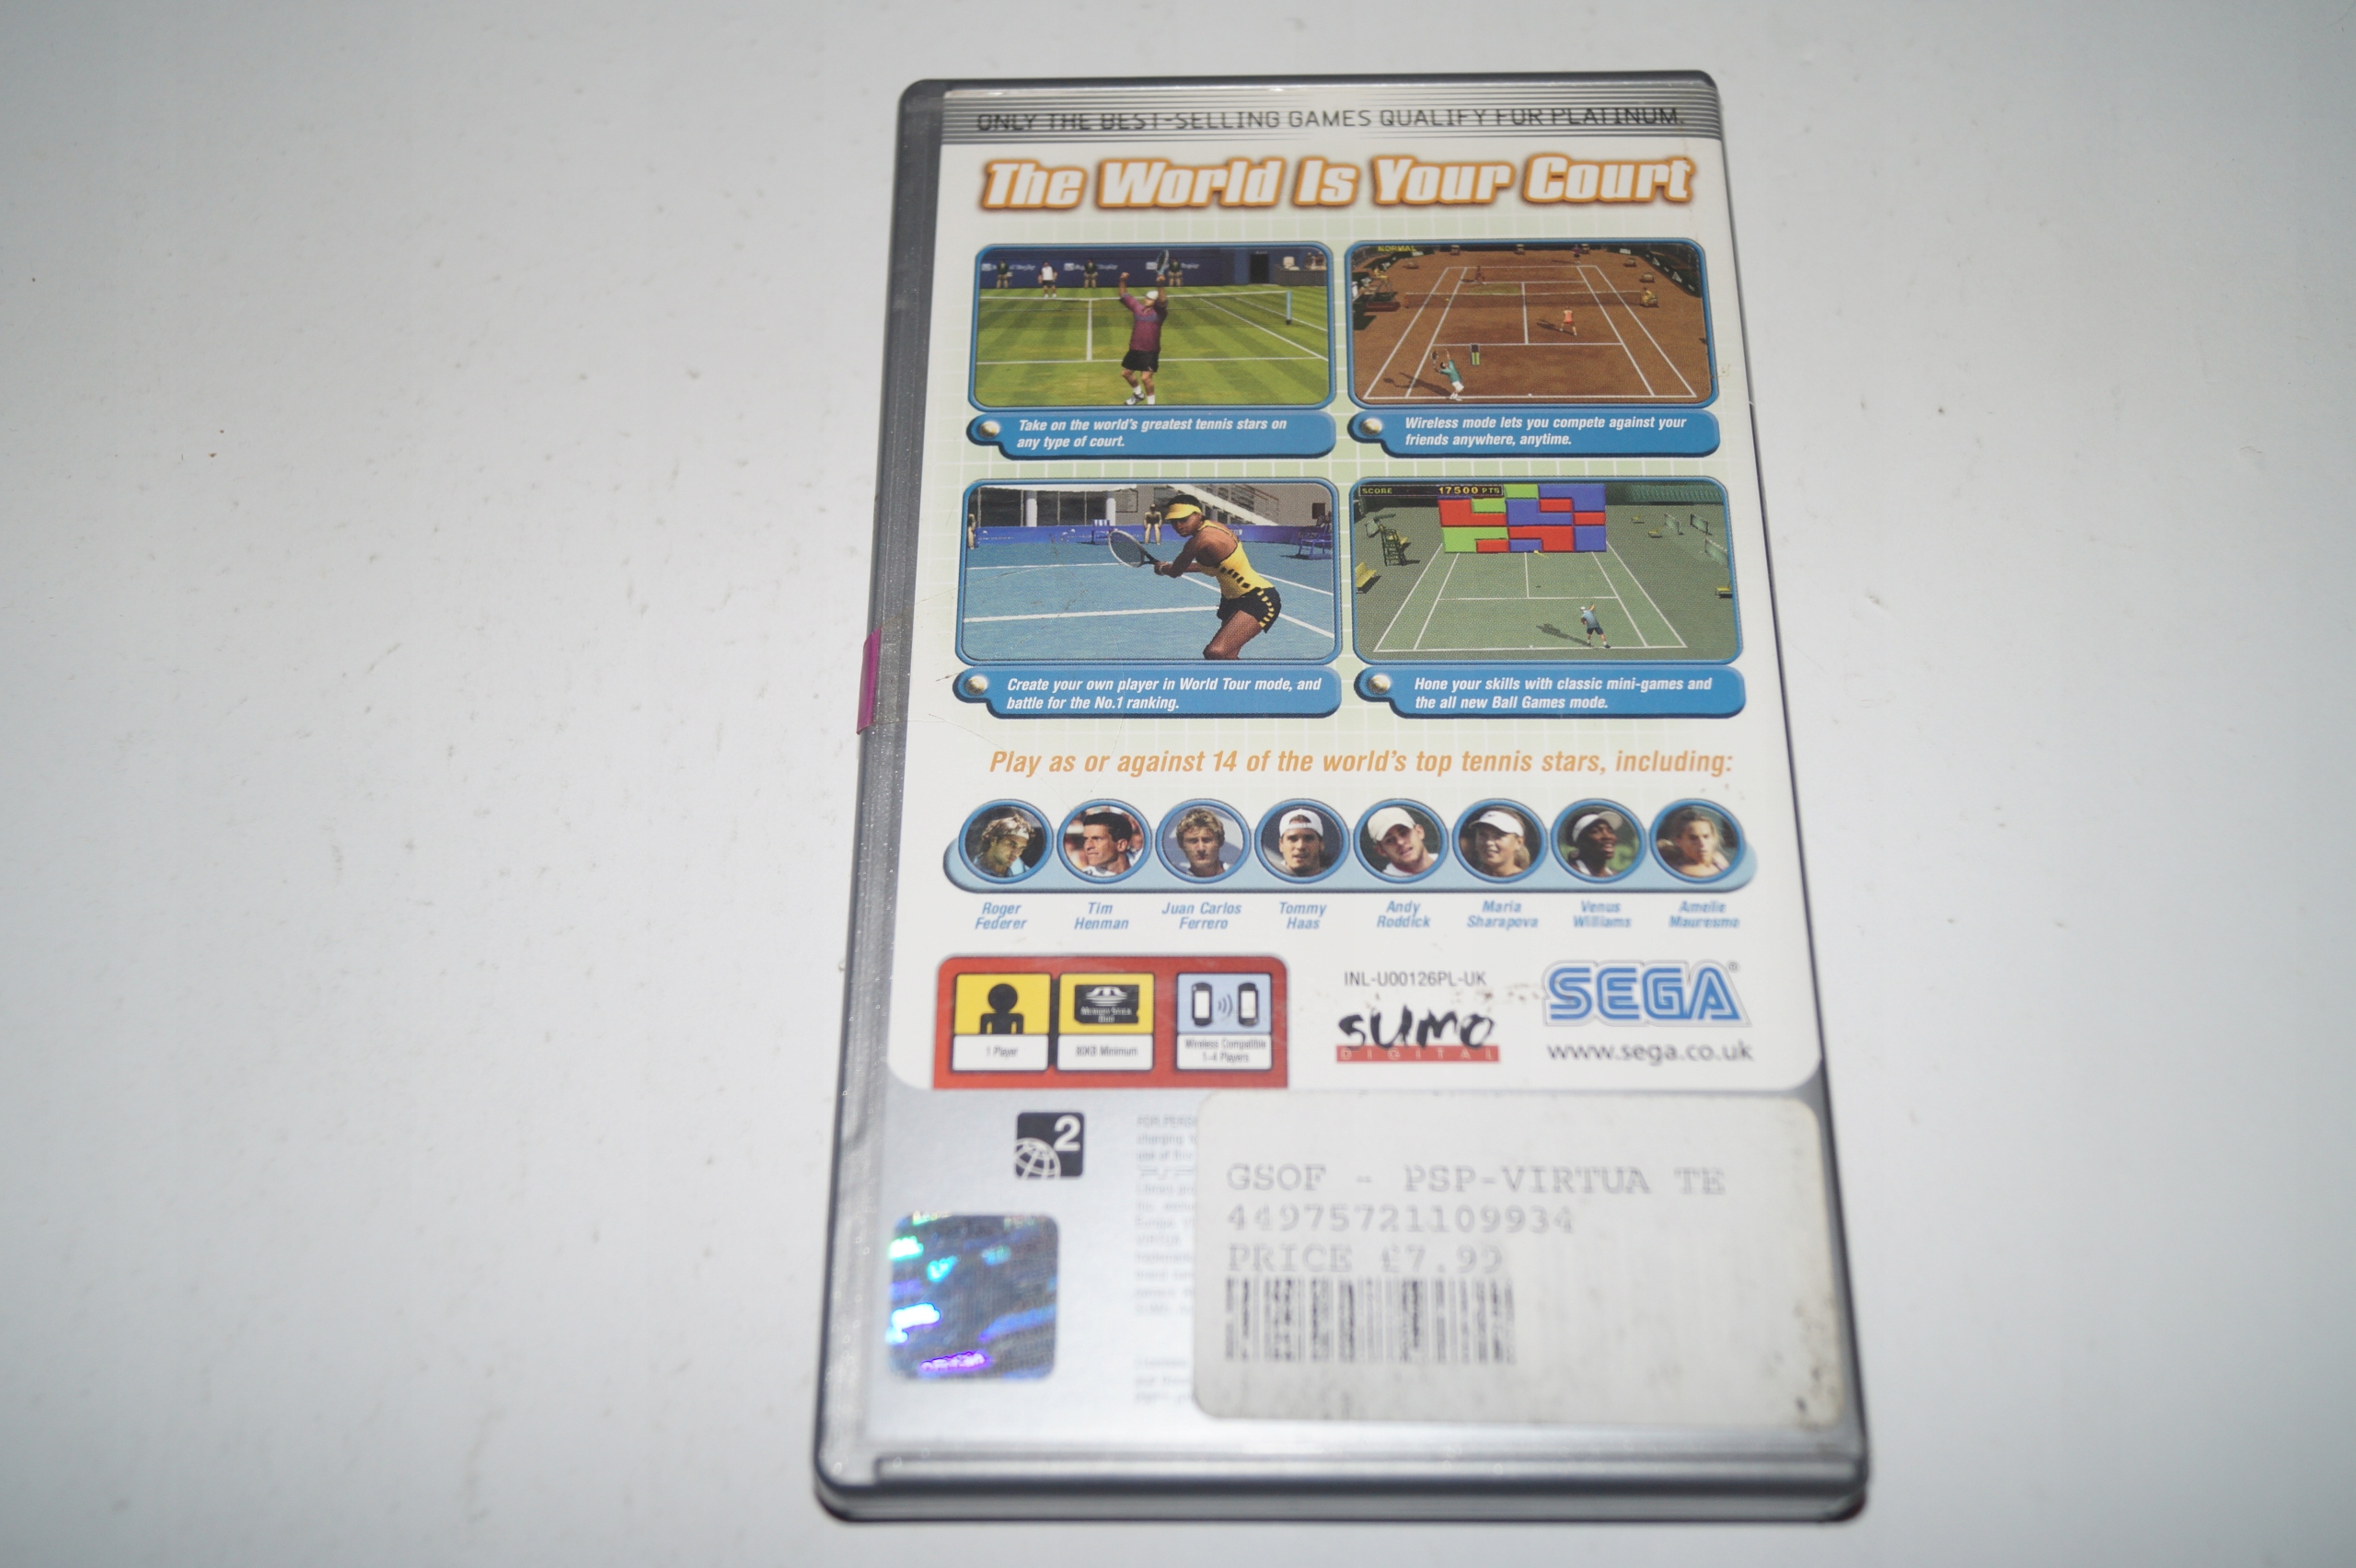 ONLY THE BEST-SELLING GAMES QUALIFY FOR PLATINUM.
The World Is Your Court
NORMAL
Take on the world's greatest tennis stars on
any type of court.
Wireless mode lets you compete against your
friends anywhere, anytime.
SCORE 17500 PTS
Create your own player in World Tour mode, and
battle for the No.1 ranking.
Hone your skills with classic mini-games and
the all new Ball Games mode.
Play as or against 14 of the world's top tennis stars, including:
Roger
Federer
Tim
Henman
Juan Carlos
Ferrero
Tommy
Haas
Andy
Roddick
Maria
Sharapova
Venus
Williams
Amelie
Mauresmo
1 Player
80KB Minimum
Wireless Compatible
1-4 Players
INL-U00126PL-UK
sumo
DIGITAL
SEGA®
www.sega.co.uk
2
GSOF - PSP-VIRTUA TE
44975721109934
PRICE £7.99